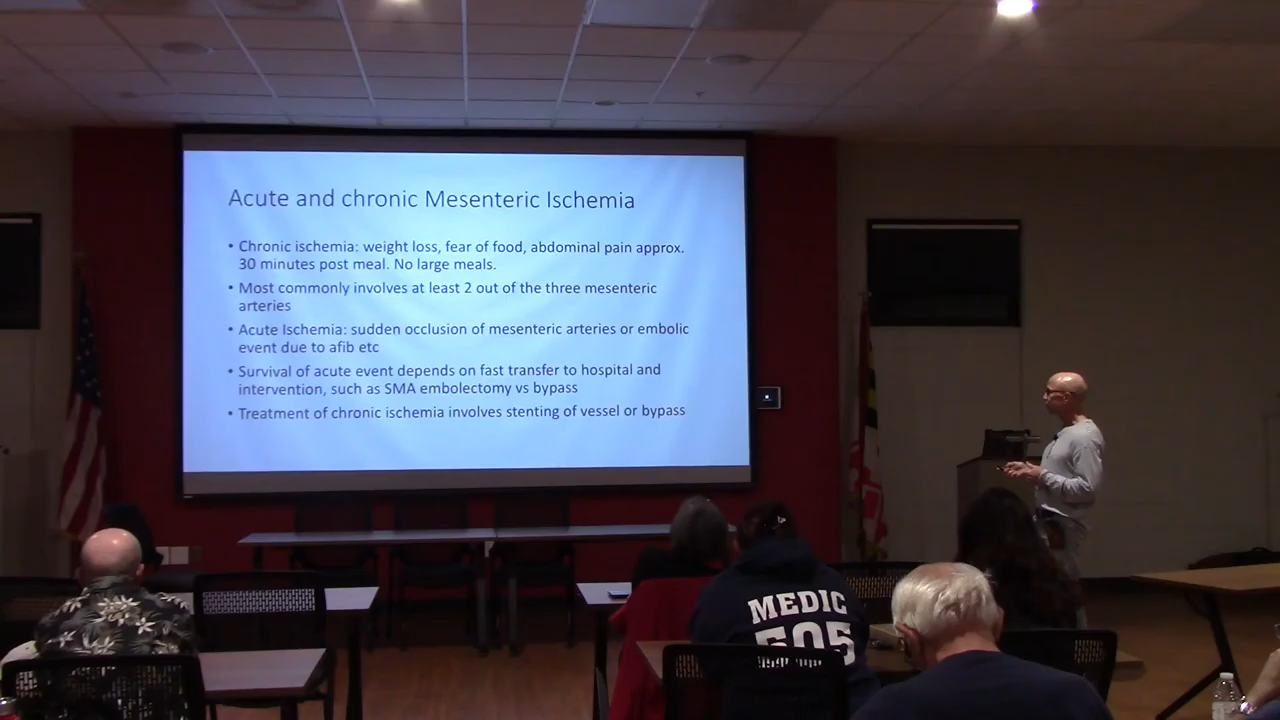 Acute and chronic Mesenteric Ischemia
• Chronic ischemia: weight loss, fear of food, abdominal pain approx.
30 minutes post meal. No large meals.
• Most commonly involves at least 2 out of the three mesenteric
arteries
• Acute Ischemia: sudden occlusion of mesenteric arteries or embolic
event due to afib etc
• Survival of acute event depends on fast transfer to hospital and
intervention, such as SMA embolectomy vs bypass
• Treatment of chronic ischemia involves stenting of vessel or bypass
MEDIC
505